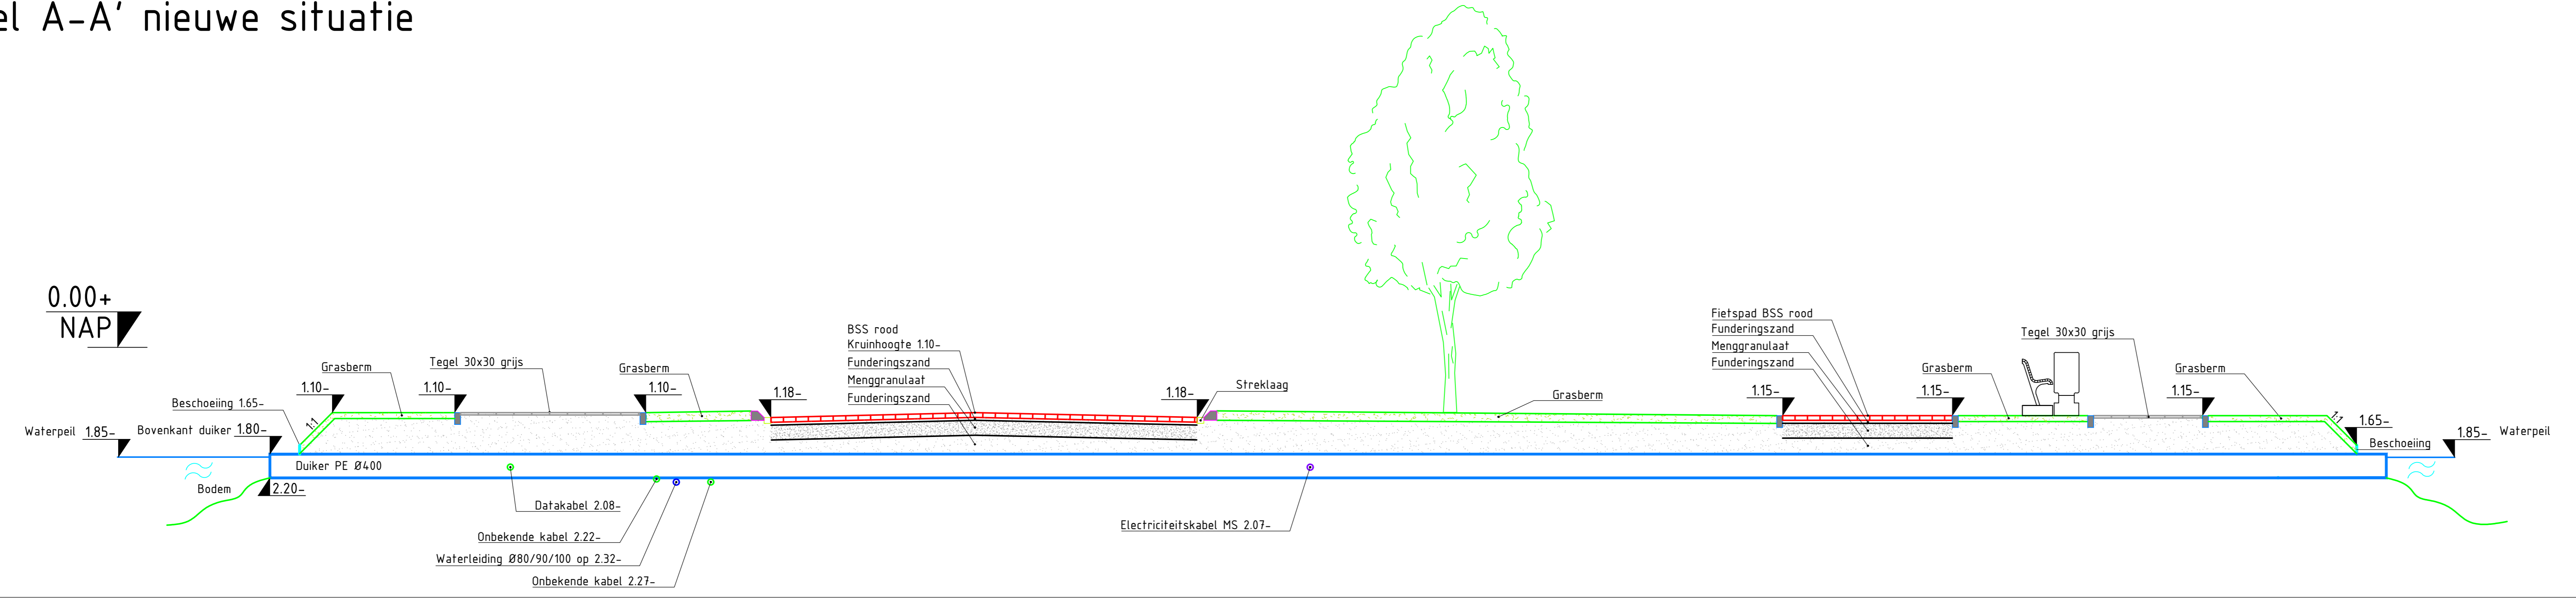 el A-A' nieuwe situatie
0.00+
NAP
Waterpeil 1.85-
Beschoeiing 1.65-
Bovenkant duiker 1.80-
Bodem
2.20-
1:1
1.10-
Grasberm
1.10-
Tegel 30x30 grijs
Grasberm
1.10-
1.18-
BSS rood
Kruinhoogte 1.10-
Funderingszand
Menggranulaat
Funderingszand
1.18-
Streklaag
Grasberm
Fietspad BSS rood
Funderingszand
Menggranulaat
Funderingszand
1.15-
1.15-
Grasberm
Tegel 30x30 grijs
1.15-
Grasberm
1:1
1.65-
Beschoeiing
1.85- Waterpeil
Duiker PE Ø400
Datakabel 2.08-
Onbekende kabel 2.22-
Waterleiding Ø80/90/100 op 2.32-
Onbekende kabel 2.27-
Electriciteitskabel MS 2.07-